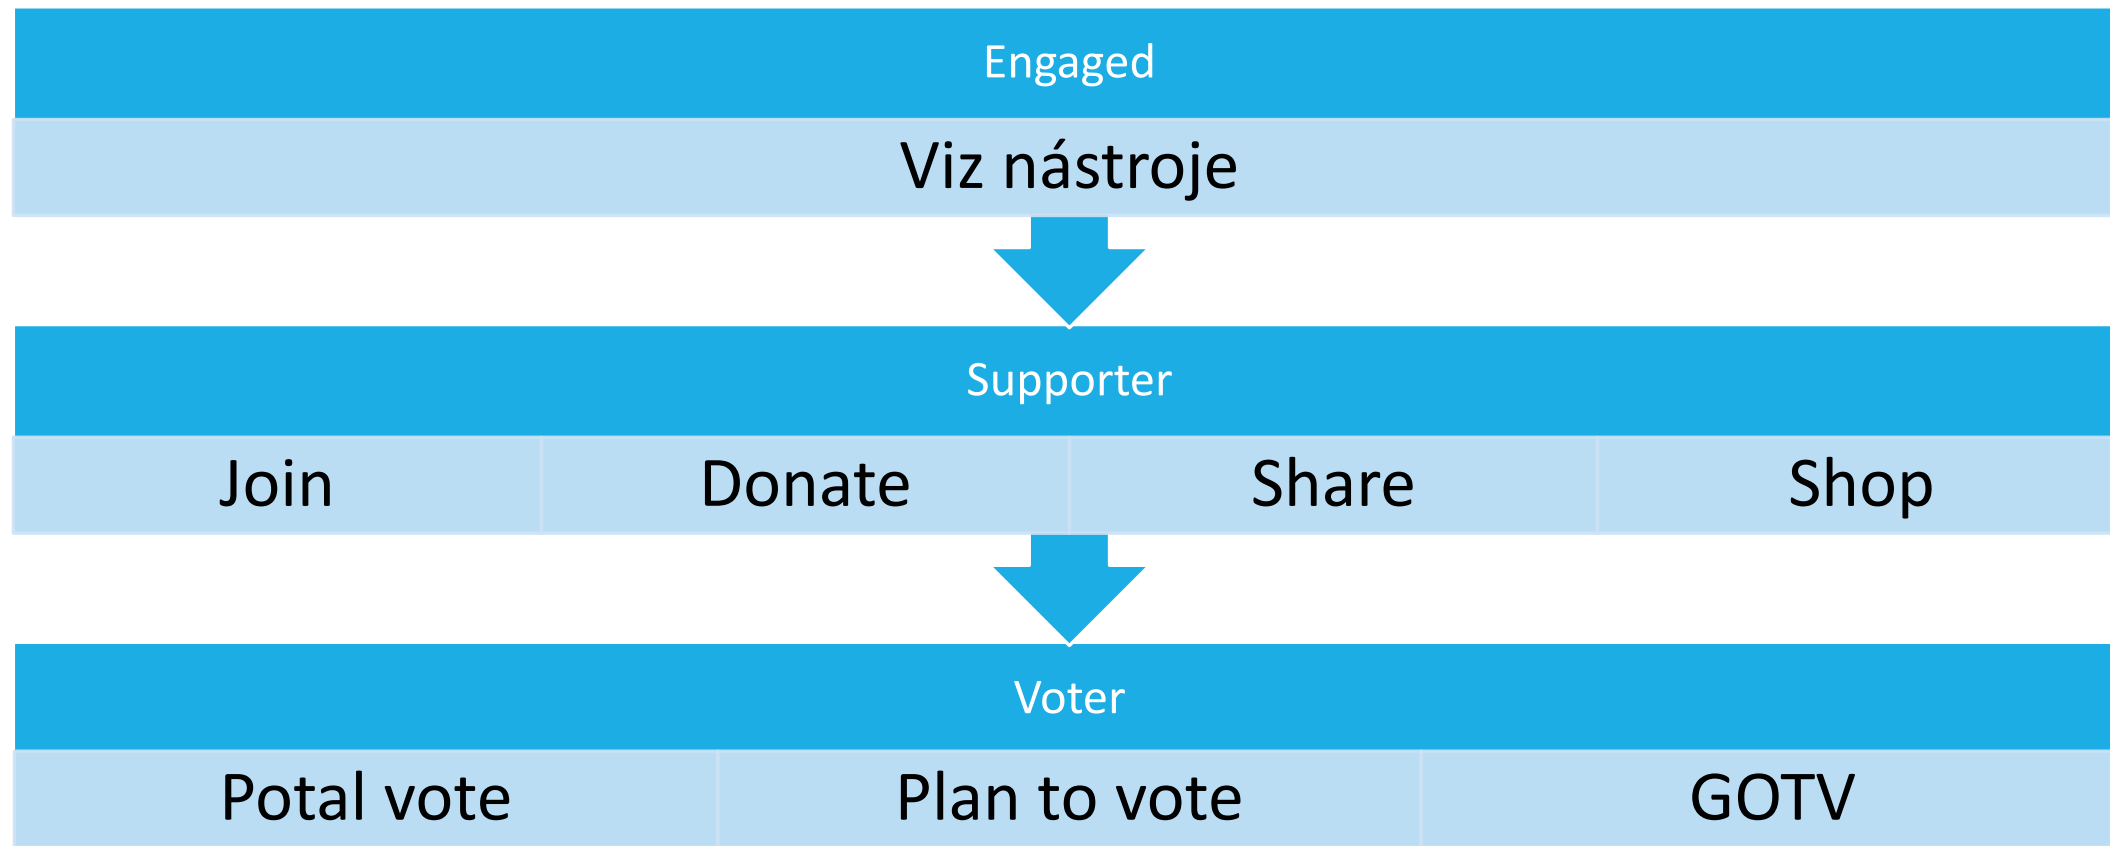 Engaged
Viz nástroje
Supporter
Join Donate Share Shop
Voter
Potal vote Plan to vote GOTV